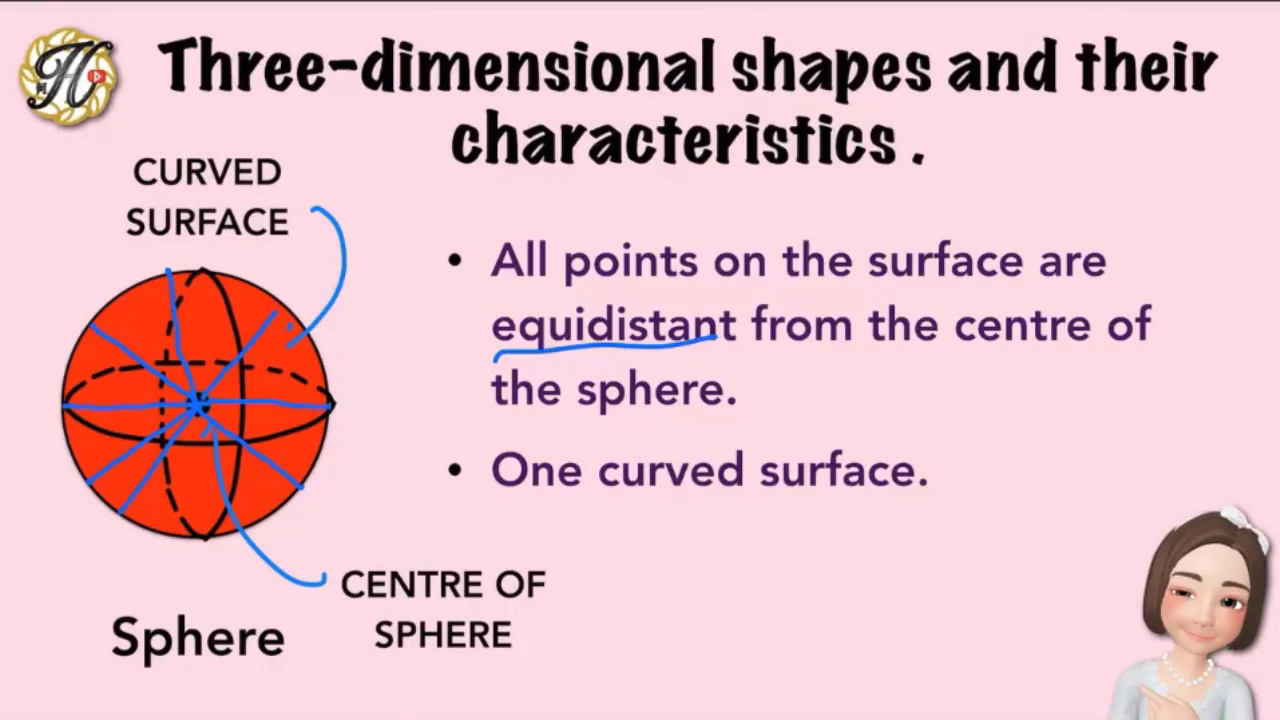 Three-dimensional shapes and their
characteristics .
CURVED
SURFACE
• All points on the surface are
equidistant from the centre of
the sphere.
• One curved surface.
CENTRE OF
SPHERE
Sphere